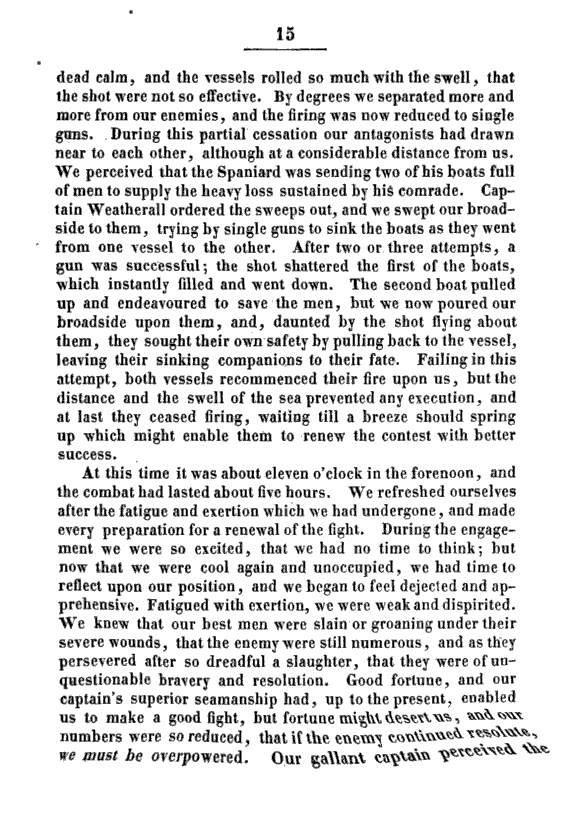 15
dead calm, and the vessels rolled so much with the swell, that
the shot were not so effective. By degrees we separated more and
more from our enemies, and the firing was now reduced to single
guns. During this partial cessation our antagonists had drawn
near to each other, although at a considerable distance from us.
We perceived that the Spaniard was sending two of his boats full
of men to supply the heavy loss sustained by his comrade. Cap-
tain Weatherall ordered the sweeps out, and we swept our broad-
side to them, trying by single guns to sink the boats as they went
from one vessel to the other. After two or three attempts, a
gun was successful; the shot shattered the first of the boats,
which instantly filled and went down. The second boat pulled
up and endeavoured to save the men, but we now poured our
broadside upon them, and, daunted by the shot flying about
them, they sought their own safety by pulling back to the vessel,
leaving their sinking companions to their fate. Failing in this
attempt, both vessels recommenced their fire upon us, but the
distance and the swell of the sea prevented any execution, and
at last they ceased firing, waiting till a breeze should spring
up which might enable them to renew the contest with better
success.
At this time it was about eleven o'clock in the forenoon, and
the combat had lasted about five hours. We refreshed ourselves
after the fatigue and exertion which we had undergone, and made
every preparation for a renewal of the fight. During the engage-
ment we were so excited, that we had no time to think; but
now that we were cool again and unoccupied, we had time to
reflect upon our position, and we began to feel dejected and ap-
prehensive. Fatigued with exertion, we were weak and dispirited.
We knew that our best men were slain or groaning under their
severe wounds, that the enemy were still numerous, and as they
persevered after so dreadful a slaughter, that they were of un-
questionable bravery and resolution. Good fortune, and our
captain's superior seamanship had, up to the present, enabled
us to make a good fight, but fortune might desert us, and our
numbers were so reduced, that if the enemy continued resolute,
we must be overpowered. Our gallant captain perceived the